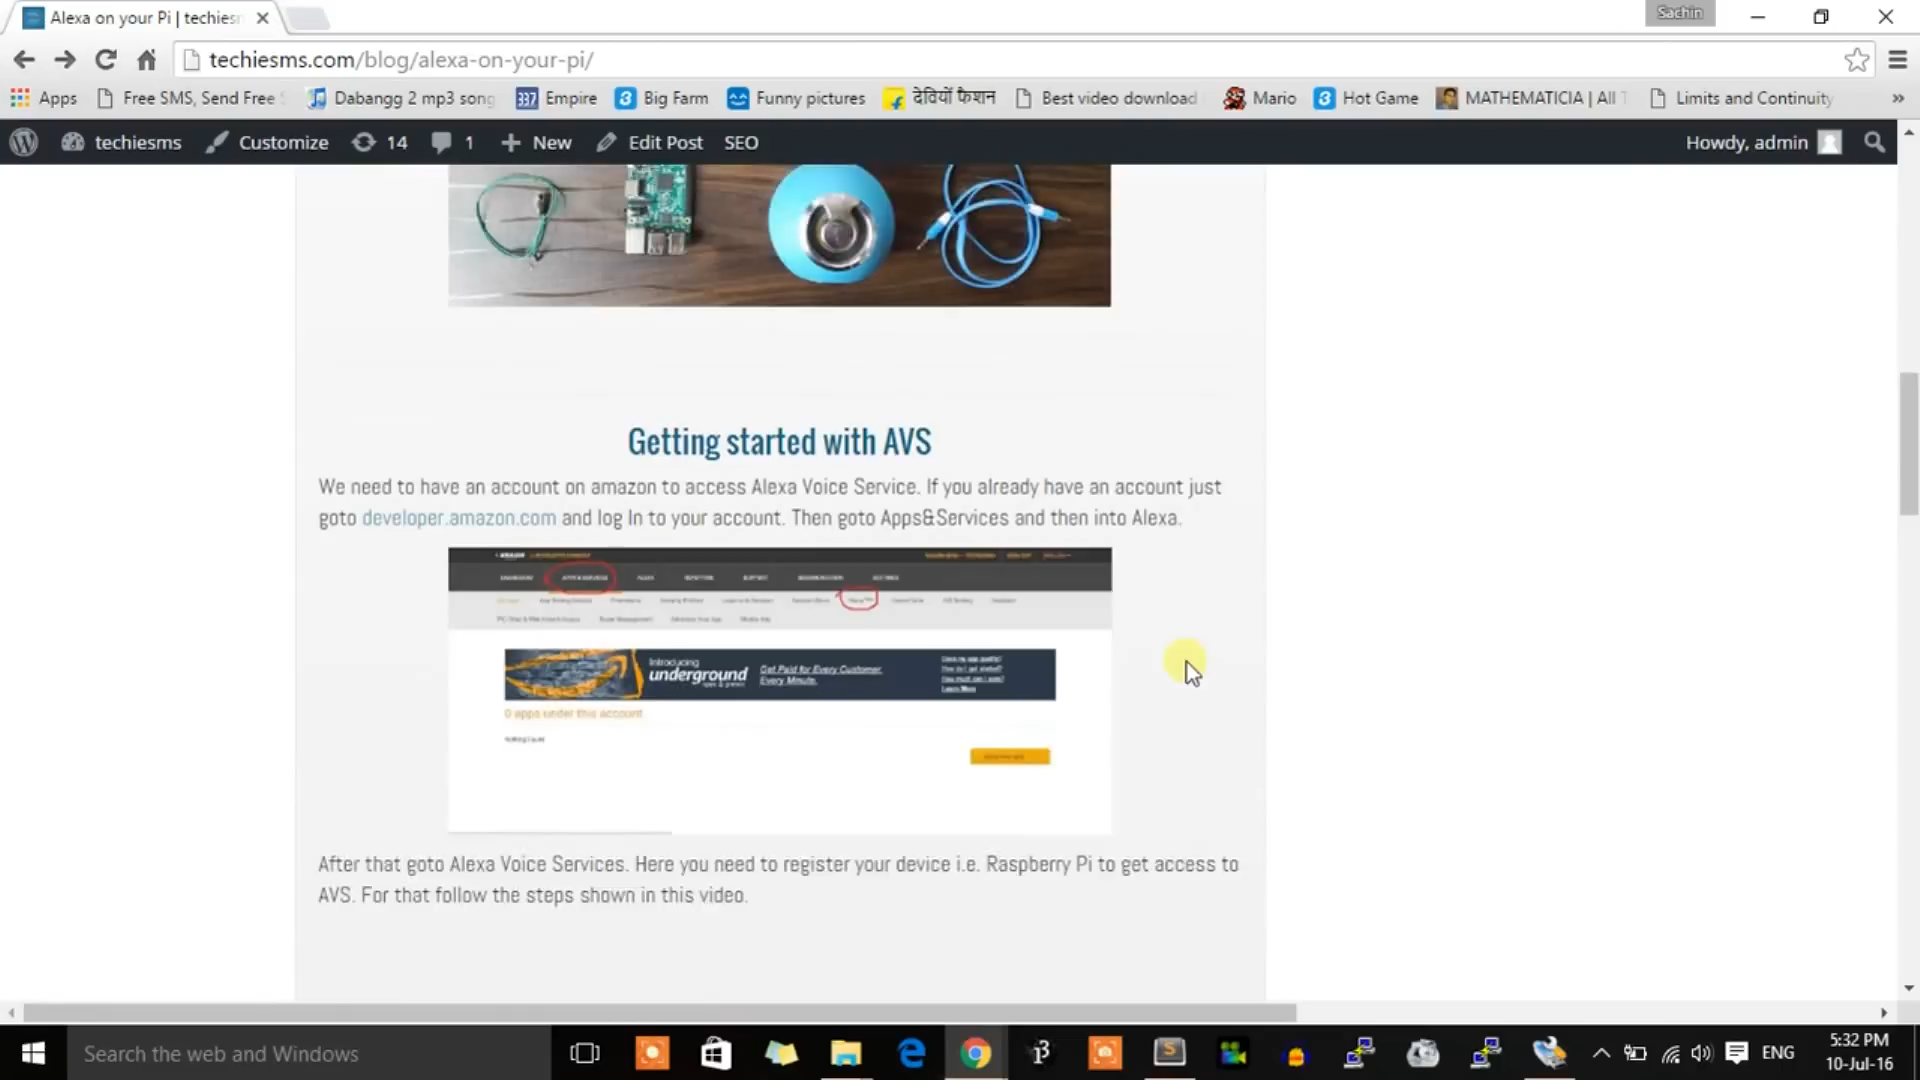 Alexa on your Pi | techiesm
Sachin
techiesms.com/blog/alexa-on-your-pi/
Apps Free SMS, Send Free Dabangg 2 mp3 song 337 Empire Big Farm Funny pictures देवियों फैशन Best video download Mario Hot Game MATHEMATICIA | All Limits and Continuity »
techiesms Customize 14 1 New Edit Post SEO Howdy, admin
Getting started with AVS
We need to have an account on amazon to access Alexa Voice Service. If you already have an account just
goto developer.amazon.com and log In to your account. Then goto Apps&Services and then into Alexa.
Introducing
underground
Get Paid for Every Customer.
Every Minute.
Learn More
0 apps under this account
After that goto Alexa Voice Services. Here you need to register your device i.e. Raspberry Pi to get access to
AVS. For that follow the steps shown in this video.
Search the web and Windows
ENG
5:32 PM
10-Jul-16